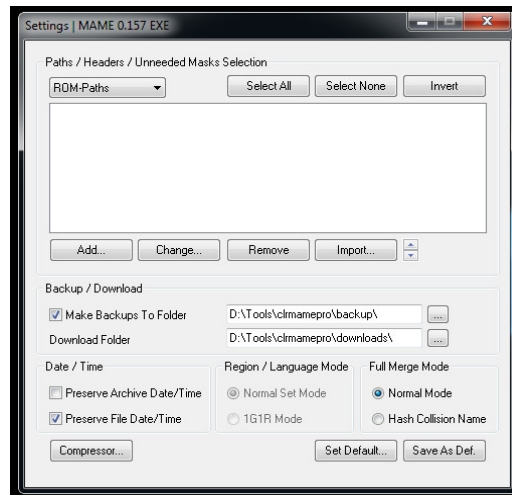 Settings | MAME 0.157 EXE
Paths / Headers / Unneeded Masks Selection
ROM-Paths
Select All
Select None
Invert
Add...
Change...
Remove
Import...
Backup / Download
Make Backups To Folder
D:\Tools\clrmamepro\backup\
...
Download Folder
D:\Tools\clrmamepro\downloads\
...
Date / Time
Region / Language Mode
Full Merge Mode
Preserve Archive Date/Time
Normal Set Mode
Normal Mode
Preserve File Date/Time
1G1R Mode
Hash Collision Name
Compressor...
Set Default...
Save As Def.